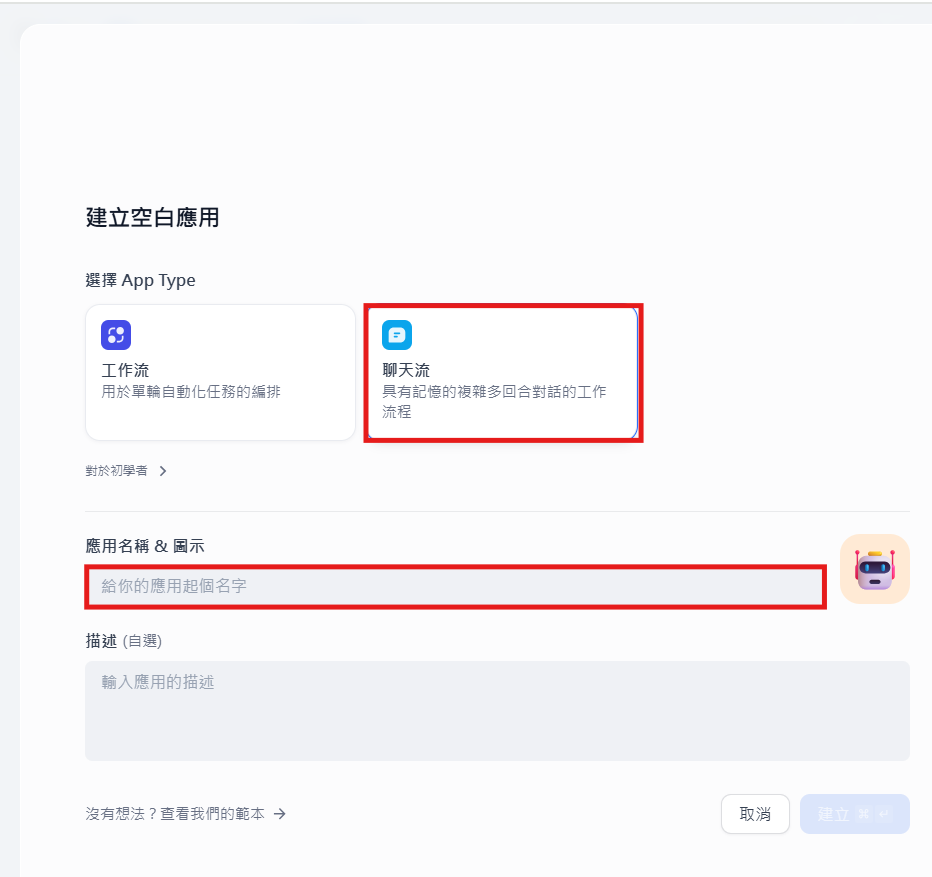 建立空白應用
選擇 App Type
工作流
用於單輪自動化任務的編排
聊天流
具有記憶的複雜多回合對話的工作
流程
對於初學者
應用名稱 & 圖示
給你的應用起個名字
描述 (自選)
輸入應用的描述
沒有想法？查看我們的範本 →
取消
建立 ⌘ ↵